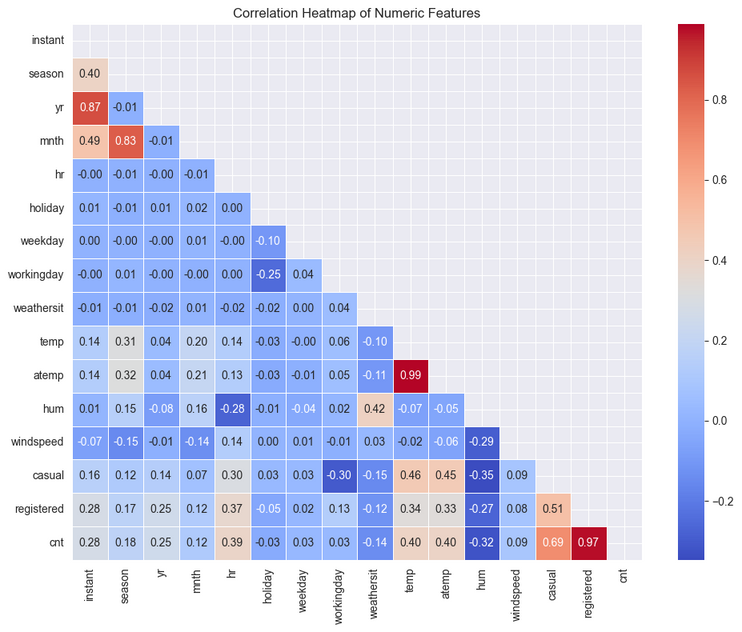 Correlation Heatmap of Numeric Features
instant
season 0.40
yr 0.87 -0.01
mnth 0.49 0.83 -0.01
hr -0.00 -0.01 -0.00 -0.01
holiday 0.01 -0.01 0.01 0.02 0.00
weekday 0.00 -0.00 -0.00 0.01 -0.00 -0.10
workingday -0.00 0.01 -0.00 -0.00 0.00 -0.25 0.04
weathersit -0.01 -0.01 -0.02 0.01 -0.02 -0.02 0.00 0.04
temp 0.14 0.31 0.04 0.20 0.14 -0.03 -0.00 0.06 -0.10
atemp 0.14 0.32 0.04 0.21 0.13 -0.03 -0.01 0.05 -0.11 0.99
hum 0.01 0.15 -0.08 0.16 -0.28 -0.01 -0.04 0.02 0.42 -0.07 -0.05
windspeed -0.07 -0.15 -0.01 -0.14 0.14 0.00 0.01 -0.01 0.03 -0.02 -0.06 -0.29
casual 0.16 0.12 0.14 0.07 0.30 0.03 0.03 -0.30 -0.15 0.46 0.45 -0.35 0.09
registered 0.28 0.17 0.25 0.12 0.37 -0.05 0.02 0.13 -0.12 0.34 0.33 -0.27 0.08 0.51
cnt 0.28 0.18 0.25 0.12 0.39 -0.03 0.03 0.03 -0.14 0.40 0.40 -0.32 0.09 0.69 0.97
instant season yr mnth hr holiday weekday workingday weathersit temp atemp hum windspeed casual registered cnt
0.8
0.6
0.4
0.2
0.0
−0.2